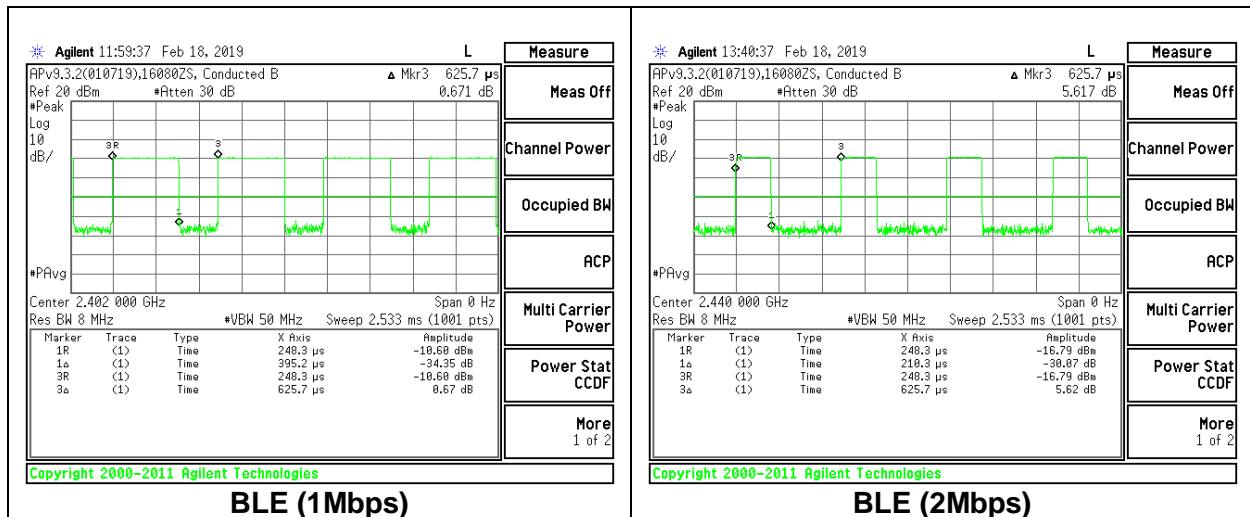 Agilent 11:59:37 Feb 18, 2019 L Measure
APv9.3.2(010719),16080ZS, Conducted B Δ Mkr3 625.7 µs
Ref 20 dBm #Atten 30 dB 0.671 dB
Meas Off
#Peak
Log
10
dB/
3R
3
1
Channel Power
Occupied BW
ACP
#PAvg
Center 2.402 000 GHz Span 0 Hz
Res BW 8 MHz #VBW 50 MHz Sweep 2.533 ms (1001 pts)
Multi Carrier
Power
Marker Trace Type X Axis Amplitude
1R (1) Time 248.3 µs -10.60 dBm
1Δ (1) Time 395.2 µs -34.35 dB
3R (1) Time 248.3 µs -10.60 dBm
3Δ (1) Time 625.7 µs 0.67 dB
Power Stat
CCDF
More
1 of 2
Copyright 2000-2011 Agilent Technologies
BLE (1Mbps)
Agilent 13:40:37 Feb 18, 2019 L Measure
APv9.3.2(010719),16080ZS, Conducted B Δ Mkr3 625.7 µs
Ref 20 dBm #Atten 30 dB 5.617 dB
Meas Off
#Peak
Log
10
dB/
3R
3
1
Channel Power
Occupied BW
ACP
#PAvg
Center 2.440 000 GHz Span 0 Hz
Res BW 8 MHz #VBW 50 MHz Sweep 2.533 ms (1001 pts)
Multi Carrier
Power
Marker Trace Type X Axis Amplitude
1R (1) Time 248.3 µs -16.79 dBm
1Δ (1) Time 210.3 µs -30.07 dB
3R (1) Time 248.3 µs -16.79 dBm
3Δ (1) Time 625.7 µs 5.62 dB
Power Stat
CCDF
More
1 of 2
Copyright 2000-2011 Agilent Technologies
BLE (2Mbps)